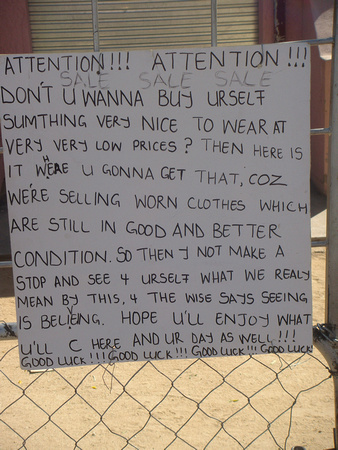 ATTENTION!!! ATTENTION!!!
SALE SALE SALE
DON'T U WANNA BUY URSELF
SUMTHING VERY NICE TO WEAR AT
VERY VERY LOW PRICES? THEN HERE IS
IT WHERE U GONNA GET THAT, COZ
WE'RE SELLING WORN CLOTHES WHICH
ARE STILL IN GOOD AND BETTER
CONDITION. SO THEN Y NOT MAKE A
STOP AND SEE 4 URSELF WHAT WE REALY
MEAN BY THIS, 4 THE WISE SAYS SEEING
IS BELIEING. HOPE U'LL ENJOY WHAT
U'LL C HERE AND UR DAY AS WELL!!!
GOOD LUCK!!! GOOD LUCK!!! GOOD LUCK!!! GOOD LUCK!